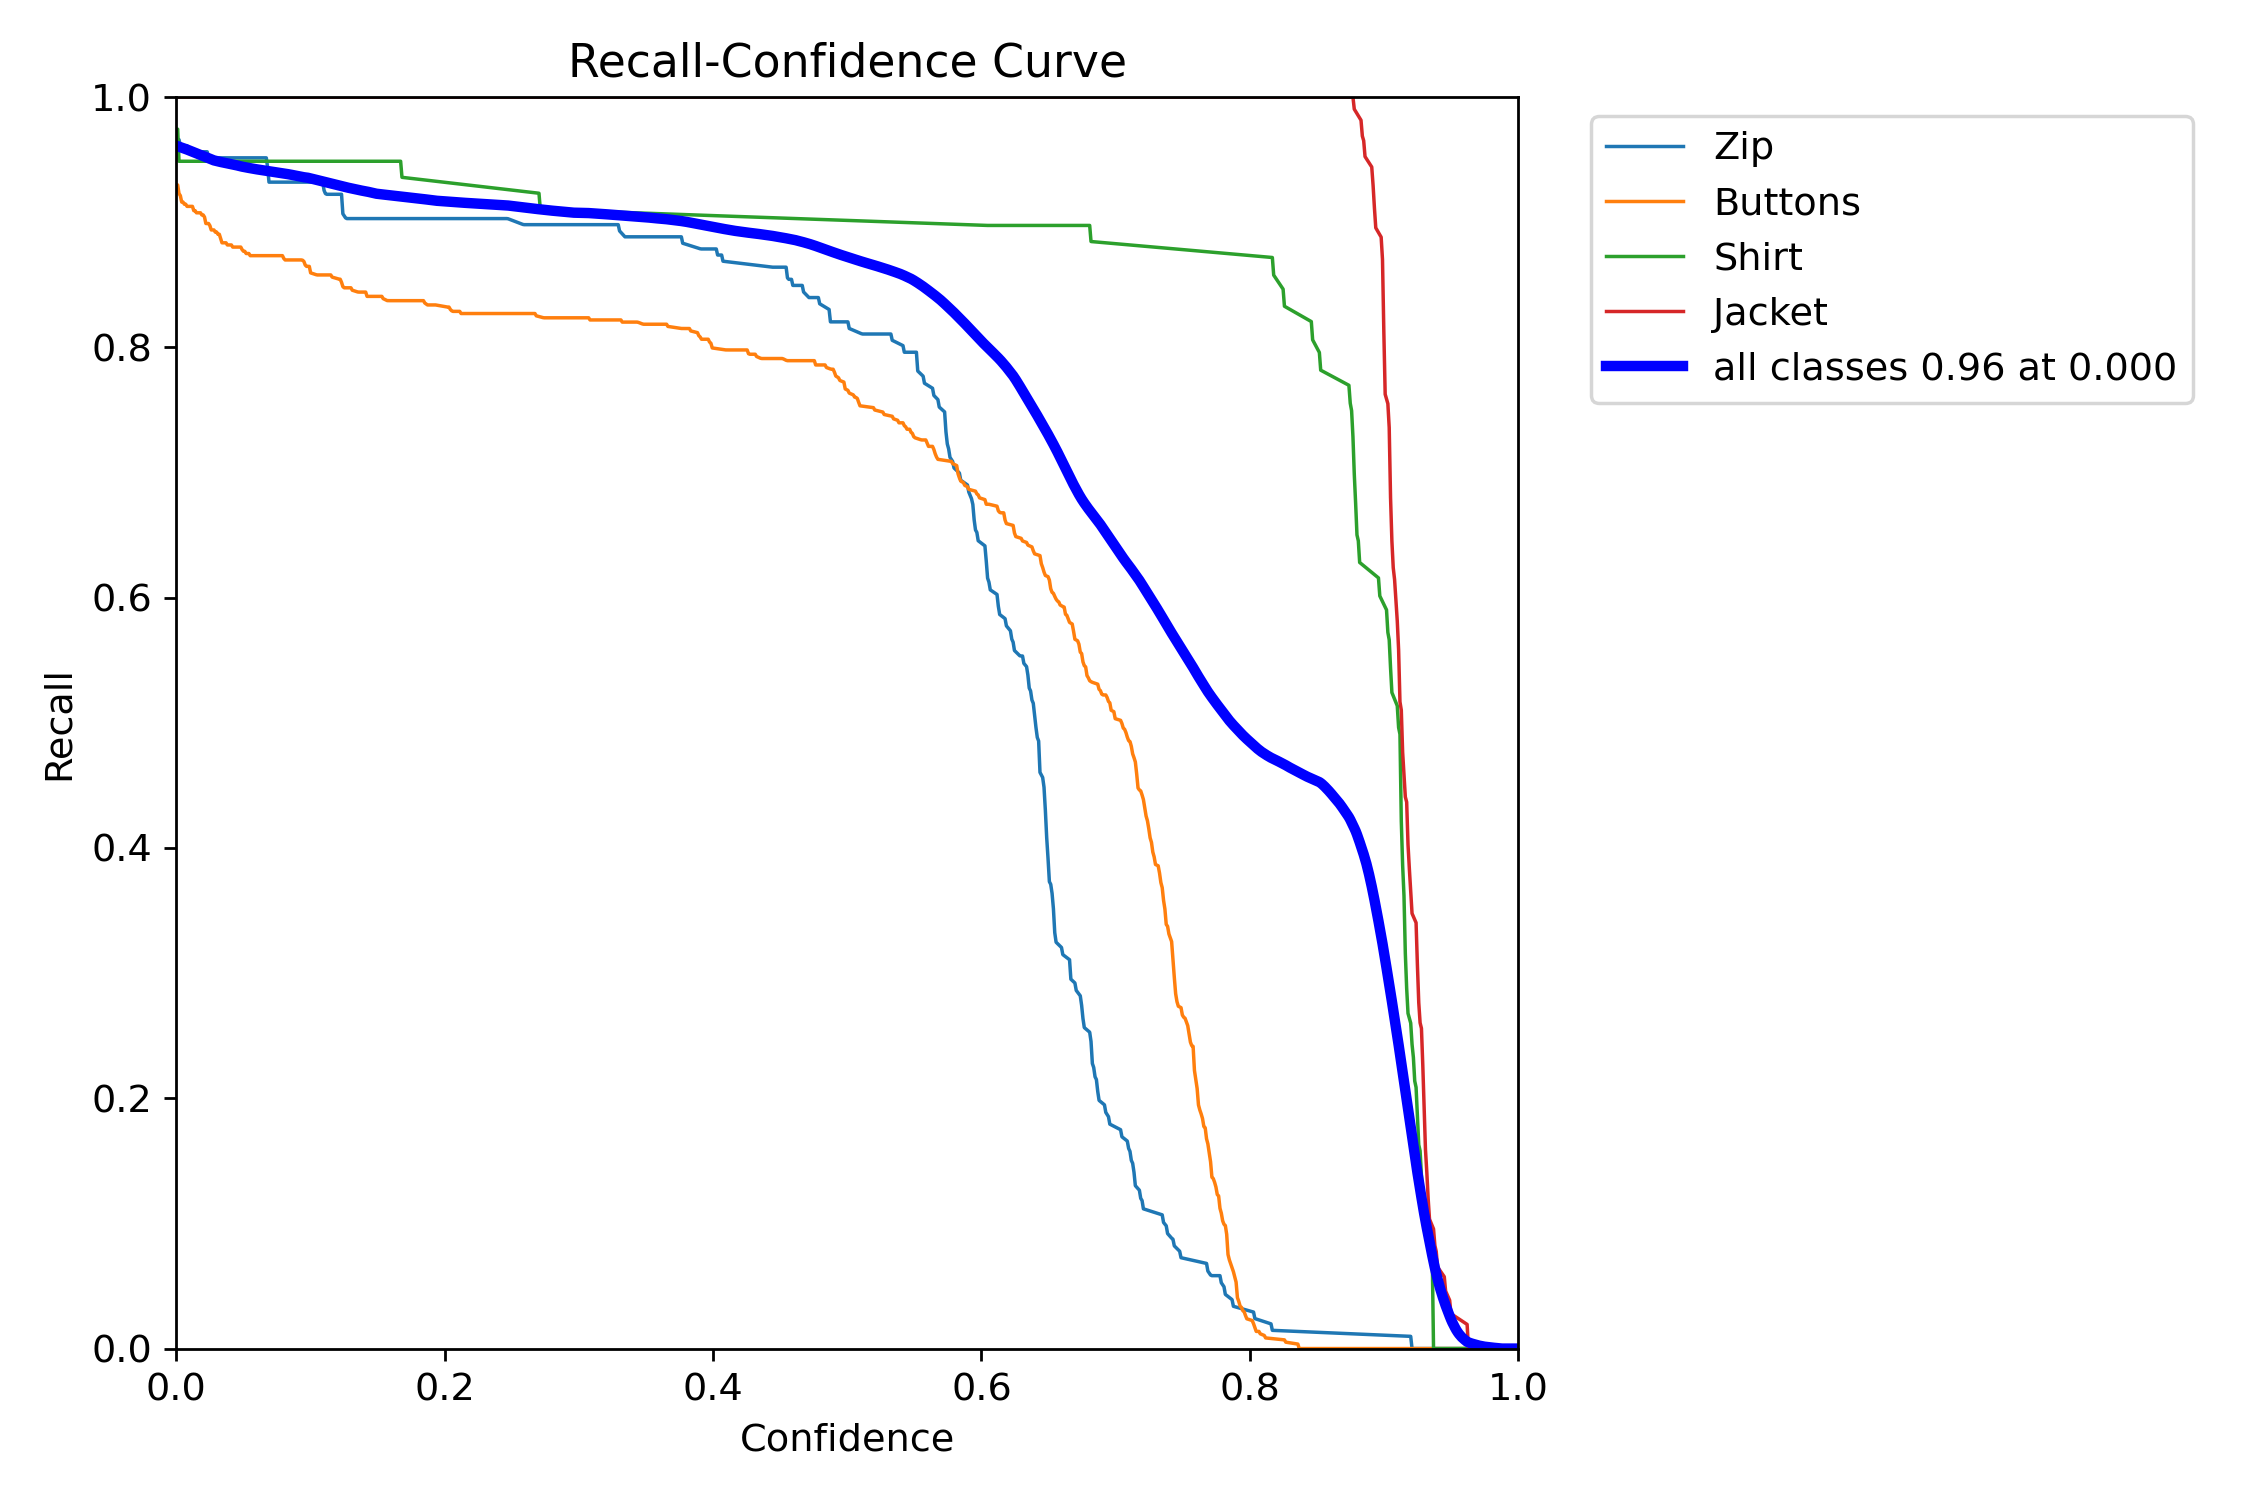 Recall-Confidence Curve
1.0
0.8
0.6
0.4
0.2
0.0
Recall
0.0 0.2 0.4 0.6 0.8 1.0
Confidence
Zip
Buttons
Shirt
Jacket
all classes 0.96 at 0.000